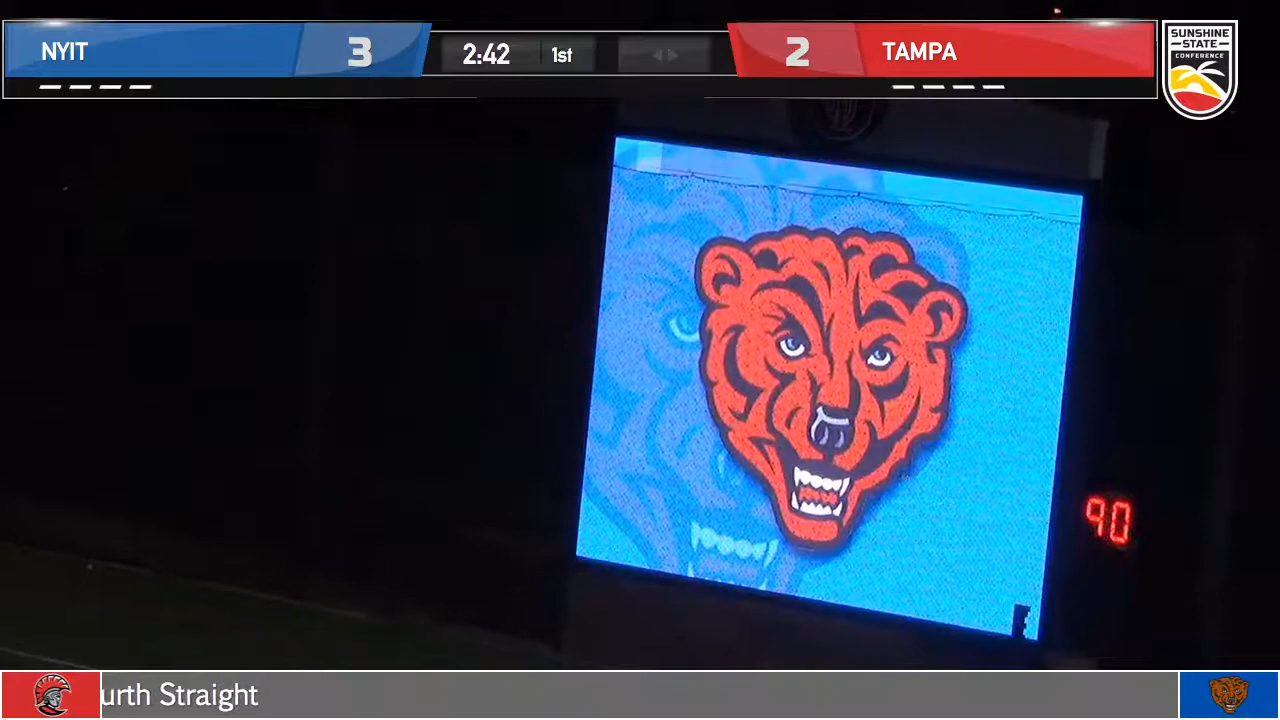 NYIT 3 2:42 1st 2 TAMPA
SUNSHINE
STATE
CONFERENCE
90
urth Straight